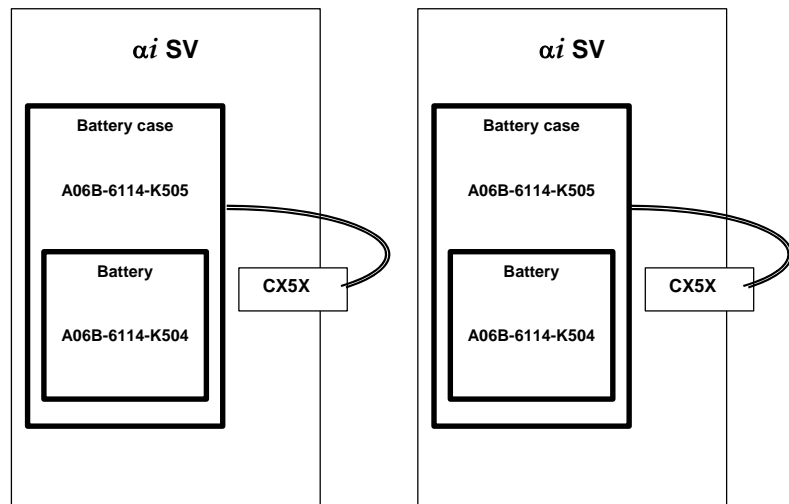 αi SV
Battery case
A06B-6114-K505
Battery
CX5X
A06B-6114-K504
αi SV
Battery case
A06B-6114-K505
Battery
CX5X
A06B-6114-K504